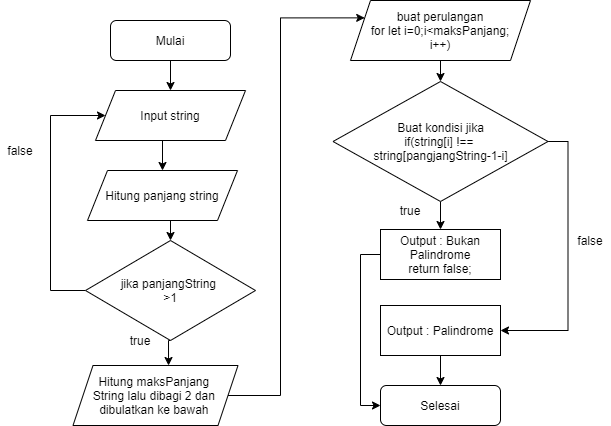 Mulai
Input string
false
Hitung panjang string
jika panjangString
>1
true
Hitung maksPanjang
String lalu dibagi 2 dan
dibulatkan ke bawah
buat perulangan
for let i=0;i<maksPanjang;
i++)
Buat kondisi jika
if(string[i] !==
string[pangjangString-1-i]
true
false
Output : Bukan
Palindrome
return false;
Output : Palindrome
Selesai